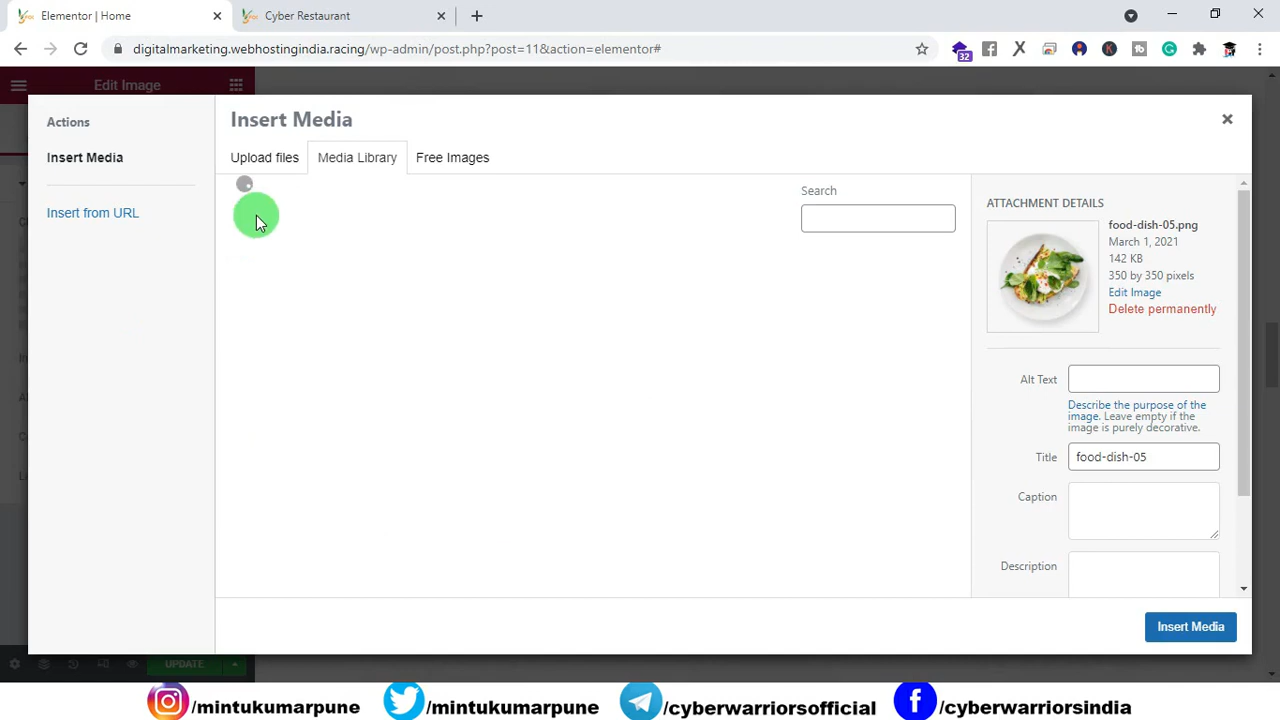 Elementor | Home
Cyber Restaurant
digitalmarketing.webhostingindia.racing/wp-admin/post.php?post=11&action=elementor#
32
Edit Image
Actions
Insert Media
Insert from URL
Insert Media
Upload files
Media Library
Free Images
Search
ATTACHMENT DETAILS
food-dish-05.png
March 1, 2021
142 KB
350 by 350 pixels
Edit Image
Delete permanently
Alt Text
Describe the purpose of the
image. Leave empty if the
image is purely decorative.
Title
food-dish-05
Caption
Description
Insert Media
UPDATE
/mintukumarpune
/mintukumarpune
/cyberwarriorsofficial
/cyberwarriorsindia